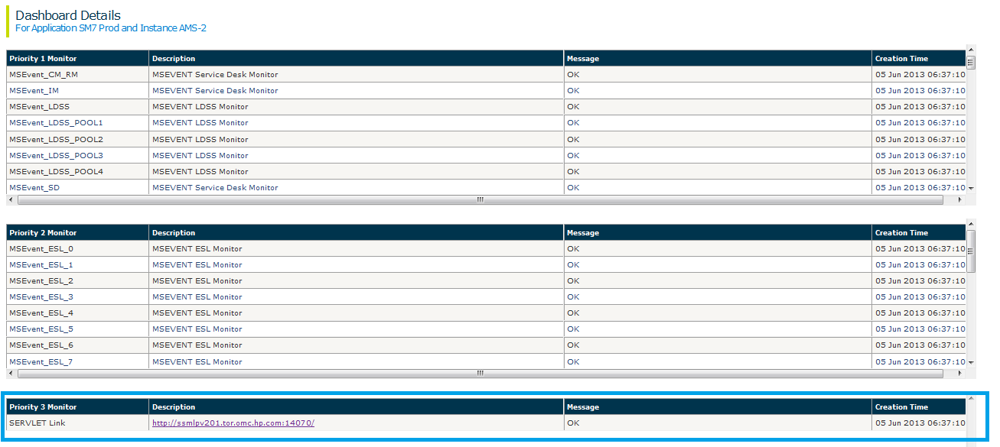 Dashboard Details
For Application SM7 Prod and Instance AMS-2
Priority 1 Monitor Description Message Creation Time
MSEvent_CM_RM MSEVENT Service Desk Monitor OK 05 Jun 2013 06:37:10
MSEvent_IM MSEVENT Service Desk Monitor OK 05 Jun 2013 06:37:10
MSEvent_LDSS MSEVENT LDSS Monitor OK 05 Jun 2013 06:37:10
MSEvent_LDSS_POOL1 MSEVENT LDSS Monitor OK 05 Jun 2013 06:37:10
MSEvent_LDSS_POOL2 MSEVENT LDSS Monitor OK 05 Jun 2013 06:37:10
MSEvent_LDSS_POOL3 MSEVENT LDSS Monitor OK 05 Jun 2013 06:37:10
MSEvent_LDSS_POOL4 MSEVENT LDSS Monitor OK 05 Jun 2013 06:37:10
MSEvent_SD MSEVENT Service Desk Monitor OK 05 Jun 2013 06:37:10
Priority 2 Monitor Description Message Creation Time
MSEvent_ESL_0 MSEVENT ESL Monitor OK 05 Jun 2013 06:37:10
MSEvent_ESL_1 MSEVENT ESL Monitor OK 05 Jun 2013 06:37:10
MSEvent_ESL_2 MSEVENT ESL Monitor OK 05 Jun 2013 06:37:10
MSEvent_ESL_3 MSEVENT ESL Monitor OK 05 Jun 2013 06:37:10
MSEvent_ESL_4 MSEVENT ESL Monitor OK 05 Jun 2013 06:37:10
MSEvent_ESL_5 MSEVENT ESL Monitor OK 05 Jun 2013 06:37:10
MSEvent_ESL_6 MSEVENT ESL Monitor OK 05 Jun 2013 06:37:10
MSEvent_ESL_7 MSEVENT ESL Monitor OK 05 Jun 2013 06:37:10
Priority 3 Monitor Description Message Creation Time
SERVLET Link http://ssmlpv201.tor.omc.hp.com:14070/ OK 05 Jun 2013 06:37:10